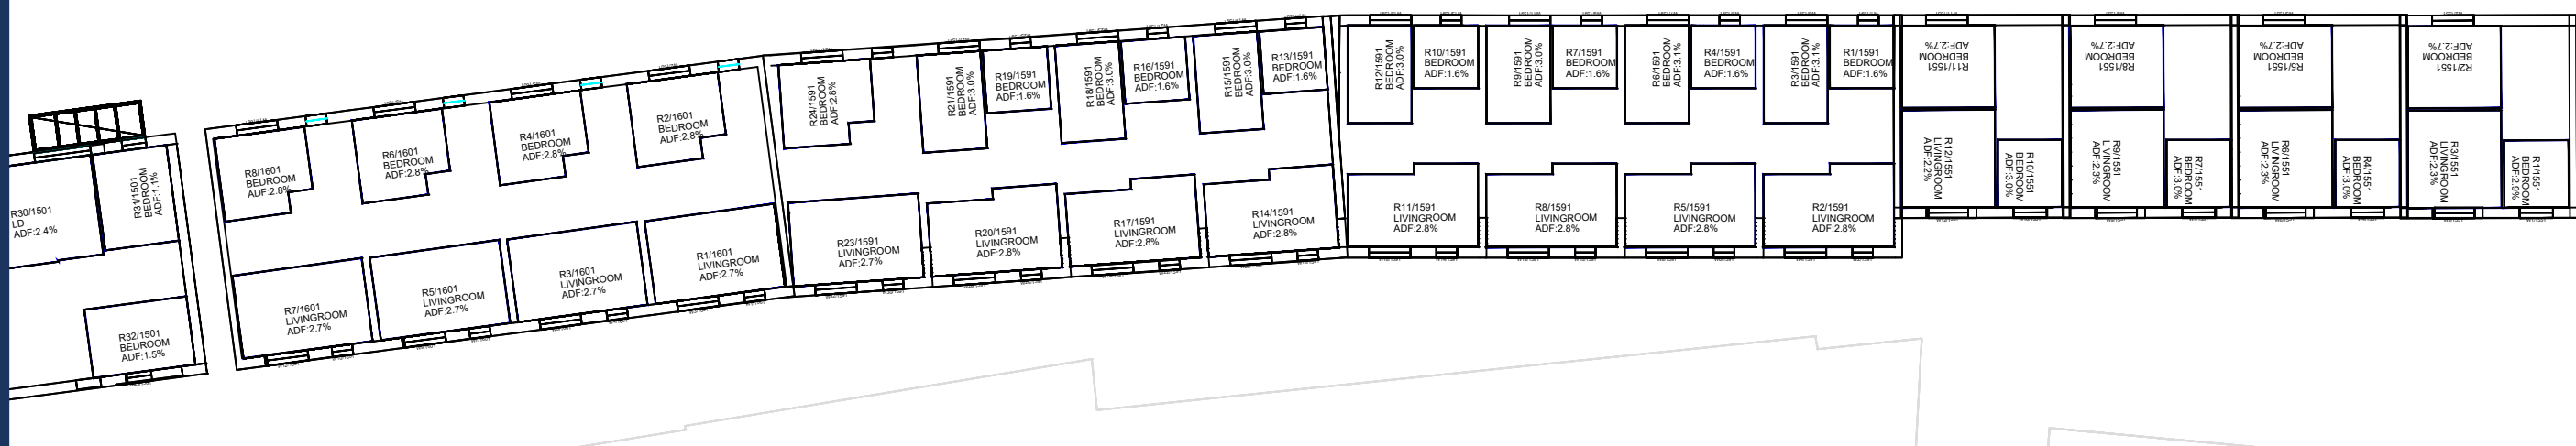 R30/1501
LD
ADF:2.4%
R31/1501
BEDROOM
ADF:1.1%
R32/1501
BEDROOM
ADF:1.5%
R8/1601
BEDROOM
ADF:2.8%
R6/1601
BEDROOM
ADF:2.8%
R4/1601
BEDROOM
ADF:2.8%
R2/1601
BEDROOM
ADF:2.8%
R7/1601
LIVINGROOM
ADF:2.7%
R5/1601
LIVINGROOM
ADF:2.7%
R3/1601
LIVINGROOM
ADF:2.7%
R1/1601
LIVINGROOM
ADF:2.7%
R24/1591
BEDROOM
ADF:2.8%
R21/1591
BEDROOM
ADF:3.0%
R19/1591
BEDROOM
ADF:1.6%
R18/1591
BEDROOM
ADF:3.0%
R16/1591
BEDROOM
ADF:1.6%
R15/1591
BEDROOM
ADF:3.0%
R13/1591
BEDROOM
ADF:1.6%
R23/1591
LIVINGROOM
ADF:2.7%
R20/1591
LIVINGROOM
ADF:2.8%
R17/1591
LIVINGROOM
ADF:2.8%
R14/1591
LIVINGROOM
ADF:2.8%
R12/1591
BEDROOM
ADF:3.0%
R10/1591
BEDROOM
ADF:1.6%
R9/1591
BEDROOM
ADF:3.0%
R7/1591
BEDROOM
ADF:1.6%
R6/1591
BEDROOM
ADF:3.1%
R4/1591
BEDROOM
ADF:1.6%
R3/1591
BEDROOM
ADF:3.1%
R1/1591
BEDROOM
ADF:1.6%
R11/1591
LIVINGROOM
ADF:2.8%
R8/1591
LIVINGROOM
ADF:2.8%
R5/1591
LIVINGROOM
ADF:2.8%
R2/1591
LIVINGROOM
ADF:2.8%
R11/1551
BEDROOM
ADF:2.7%
R8/1551
BEDROOM
ADF:2.7%
R5/1551
BEDROOM
ADF:2.7%
R2/1551
BEDROOM
ADF:2.7%
R12/1551
LIVINGROOM
ADF:2.2%
R10/1551
BEDROOM
ADF:3.0%
R9/1551
LIVINGROOM
ADF:2.3%
R7/1551
BEDROOM
ADF:3.0%
R6/1551
LIVINGROOM
ADF:2.3%
R4/1551
BEDROOM
ADF:3.0%
R3/1551
LIVINGROOM
ADF:2.3%
R1/1551
BEDROOM
ADF:2.9%